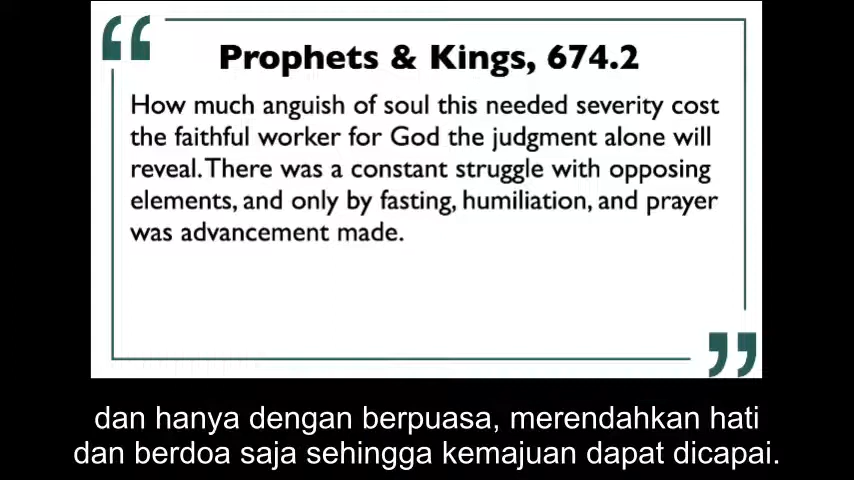 Prophets & Kings, 674.2
How much anguish of soul this needed severity cost
the faithful worker for God the judgment alone will
reveal. There was a constant struggle with opposing
elements, and only by fasting, humiliation, and prayer
was advancement made.
dan hanya dengan berpuasa, merendahkan hati
dan berdoa saja sehingga kemajuan dapat dicapai.